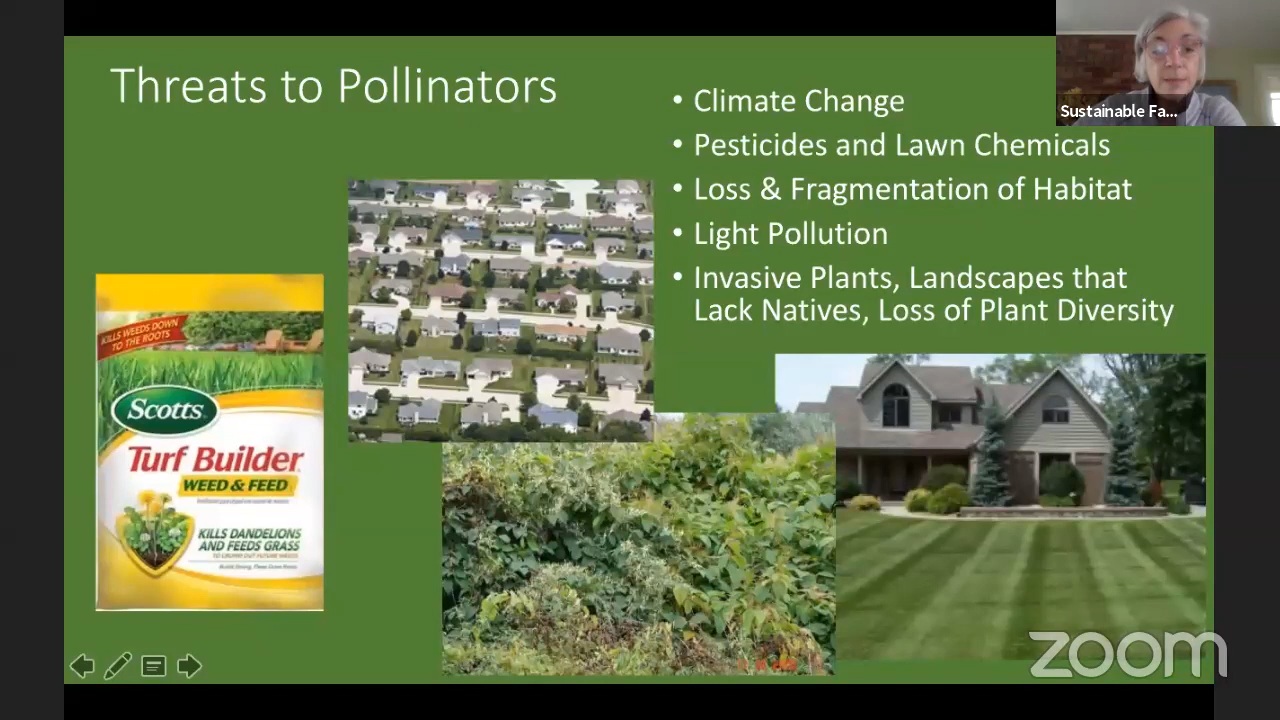 Threats to Pollinators
• Climate Change
• Pesticides and Lawn Chemicals
• Loss & Fragmentation of Habitat
• Light Pollution
• Invasive Plants, Landscapes that
Lack Natives, Loss of Plant Diversity
Sustainable Fa...
KILLS WEEDS DOWN
TO THE ROOTS
Scotts
Turf Builder
WEED & FEED
KILLS DANDELIONS
AND FEEDS GRASS
zoom